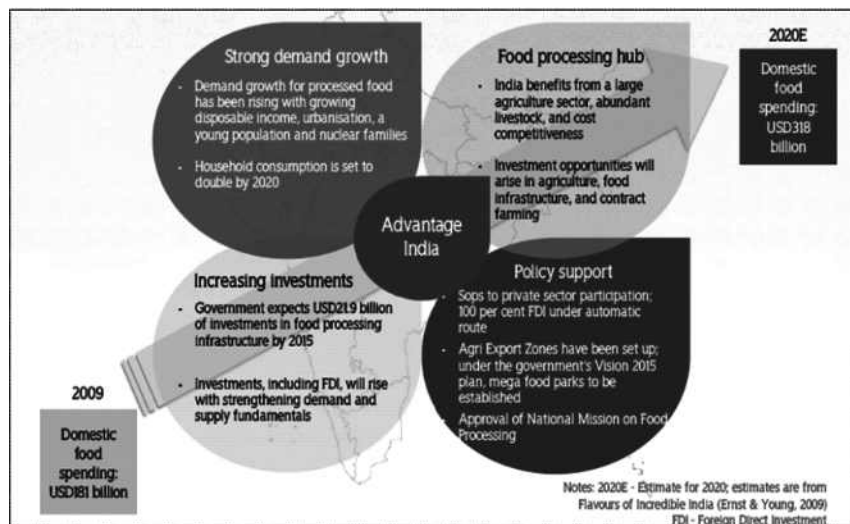 Strong demand growth
- Demand growth for processed food
has been rising with growing
disposable income, urbanisation, a
young population and nuclear families
- Household consumption is set to
double by 2020
Food processing hub
- India benefits from a large
agriculture sector, abundant
livestock, and cost
competitiveness
- Investment opportunities will
arise in agriculture, food
infrastructure, and contract
farming
2020E
Domestic
food
spending:
USD318
billion
Advantage
India
Increasing investments
- Government expects USD21.9 billion
of investments in food processing
infrastructure by 2015
- Investments, including FDI, will rise
with strengthening demand and
supply fundamentals
Policy support
- Sops to private sector participation;
100 per cent FDI under automatic
route
- Agri Export Zones have been set up;
under the government's Vision 2015
plan, mega food parks to be
established
- Approval of National Mission on Food
Processing
2009
Domestic
food
spending:
USD181 billion
Notes: 2020E - Estimate for 2020; estimates are from
Flavours of Incredible India (Ernst & Young, 2009)
FDI - Foreign Direct Investment